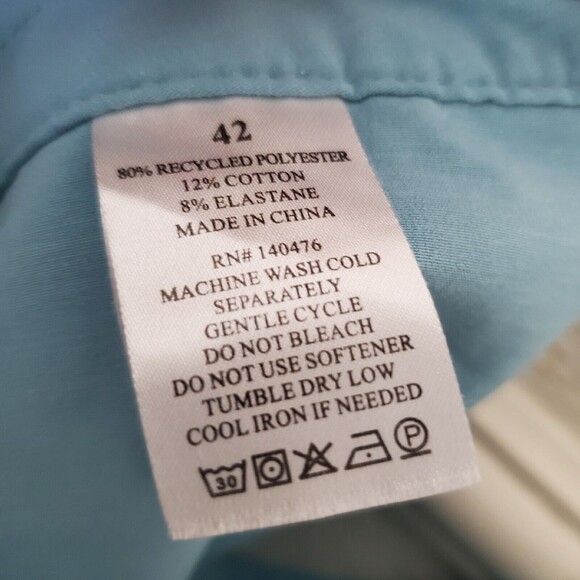 42
80% RECYCLED POLYESTER
12% COTTON
8% ELASTANE
MADE IN CHINA
RN# 140476
MACHINE WASH COLD
SEPARATELY
GENTLE CYCLE
DO NOT BLEACH
DO NOT USE SOFTENER
TUMBLE DRY LOW
COOL IRON IF NEEDED
30 P